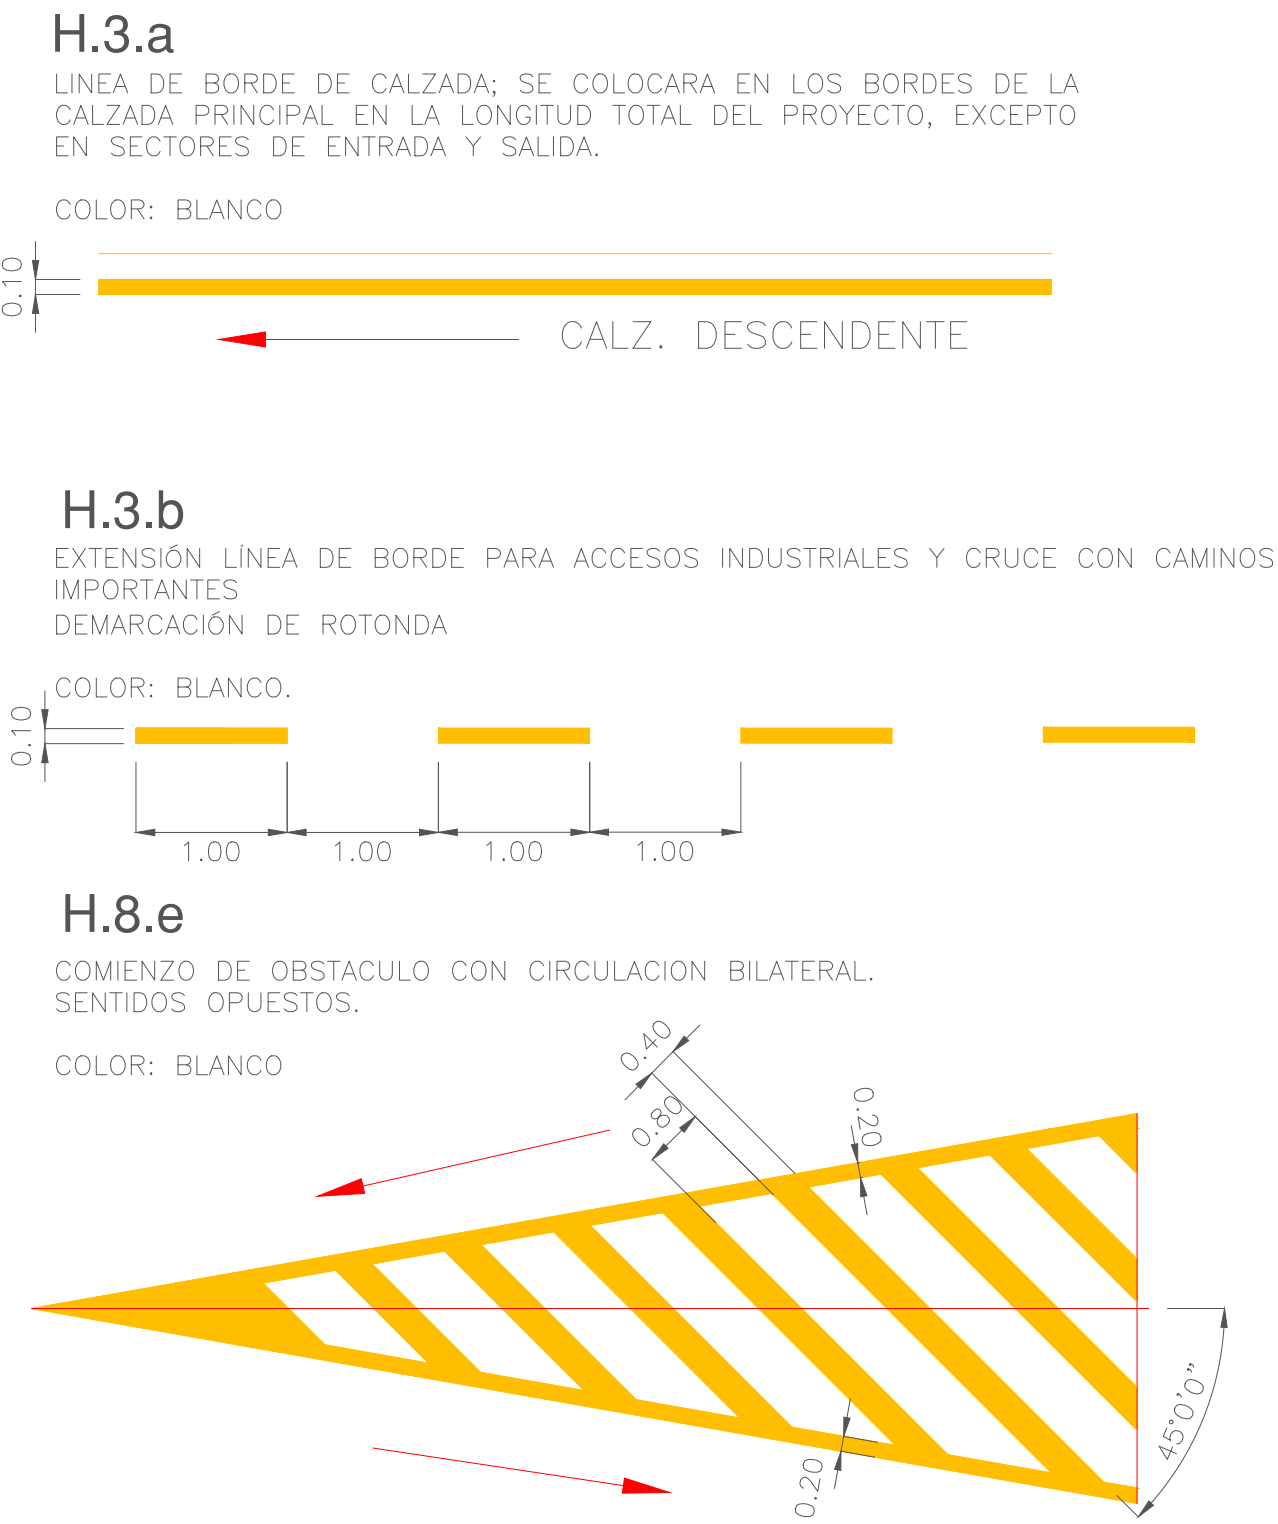 H.3.a
LINEA DE BORDE DE CALZADA; SE COLOCARA EN LOS BORDES DE LA
CALZADA PRINCIPAL EN LA LONGITUD TOTAL DEL PROYECTO, EXCEPTO
EN SECTORES DE ENTRADA Y SALIDA.
COLOR: BLANCO
0.10
CALZ. DESCENDENTE
H.3.b
EXTENSIÓN LÍNEA DE BORDE PARA ACCESOS INDUSTRIALES Y CRUCE CON CAMINOS
IMPORTANTES
DEMARCACIÓN DE ROTONDA
COLOR: BLANCO.
0.10
1.00 1.00 1.00 1.00
H.8.e
COMIENZO DE OBSTACULO CON CIRCULACION BILATERAL.
SENTIDOS OPUESTOS.
COLOR: BLANCO
0.40
0.80
0.20
45°0'0"
0.20